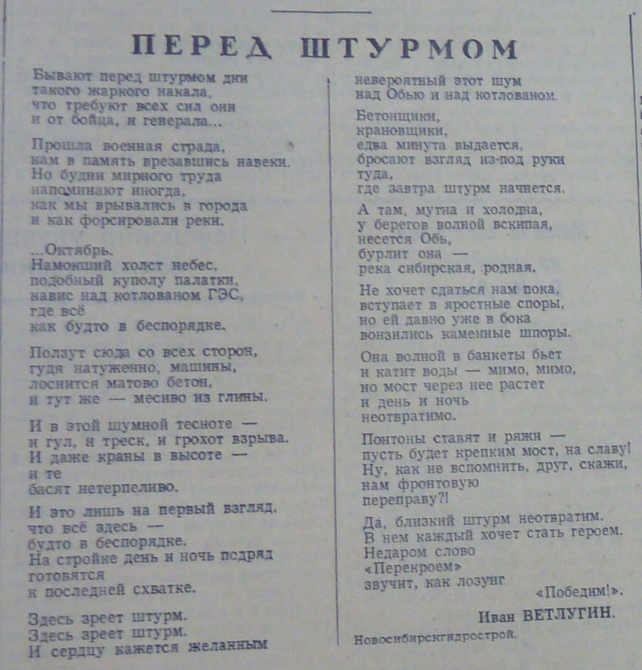 ПЕРЕД ШТУРМОМ
Бывают перед штурмом дни
такого жаркого накала,
что требуют всех сил они
и от бойца, и генерала...
Прошла военная страда,
нам в память врезавшись навеки.
Но будни мирного труда
напоминают иногда,
как мы врывались в города
и как форсировали реки.
...Октябрь.
Намокший холст небес,
подобный куполу палатки,
навис над котлованом ГЭС,
где всё
как будто в беспорядке.
Ползут сюда со всех сторон,
гудя натуженно, машины,
лоснится матово бетон,
и тут же — месиво из глины.
И в этой шумной тесноте —
и гул, и треск, и грохот взрыва.
И даже краны в высоте —
и те
басят нетерпеливо.
И это лишь на первый взгляд,
что всё здесь —
будто в беспорядке.
На стройке день и ночь подряд
готовятся
к последней схватке.
Здесь зреет штурм.
Здесь зреет штурм.
И сердцу кажется желанным
невероятный этот шум
над Обью и над котлованом.
Бетонщики,
крановщики,
едва минута выдается,
бросают взгляд из-под руки
туда,
где завтра штурм начнется.
А там, мутна и холодна,
у берегов волной вскипая,
несется Обь,
бурлит она —
река сибирская, родная.
Не хочет сдаться нам пока,
вступает в яростные споры,
но ей давно уже в бока
вонзились каменные шпоры.
Она волной в банкеты бьет
и катит воды — мимо, мимо,
но мост через нее растет
и день и ночь
неотвратимо.
Понтоны ставят и ряжи —
пусть будет крепким мост, на славу!
Ну, как не вспомнить, друг, скажи,
нам фронтовую
переправу?!
Да, близкий штурм неотвратим.
В нем каждый хочет стать героем.
Недаром слово
«Перекроем»
звучит, как лозунг
«Победим!».
Иван ВЕТЛУГИН.
Новосибирскгидрострой.